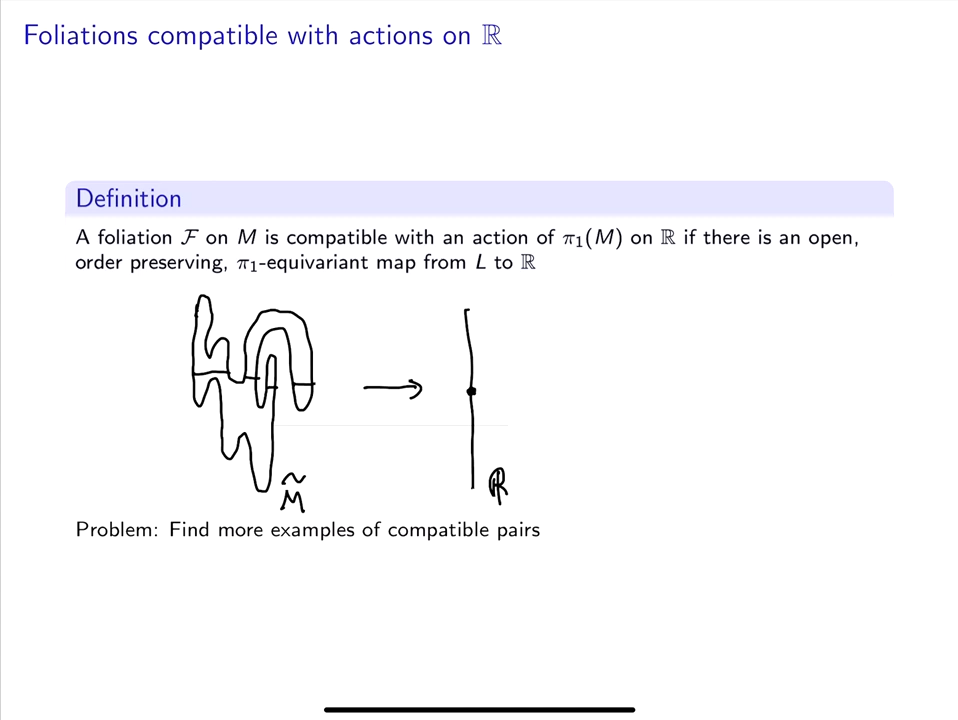 Foliations compatible with actions on ℝ
Definition
A foliation ℱ on M is compatible with an action of π₁(M) on ℝ if there is an open,
order preserving, π₁-equivariant map from L to ℝ
M̃
ℝ
Problem: Find more examples of compatible pairs